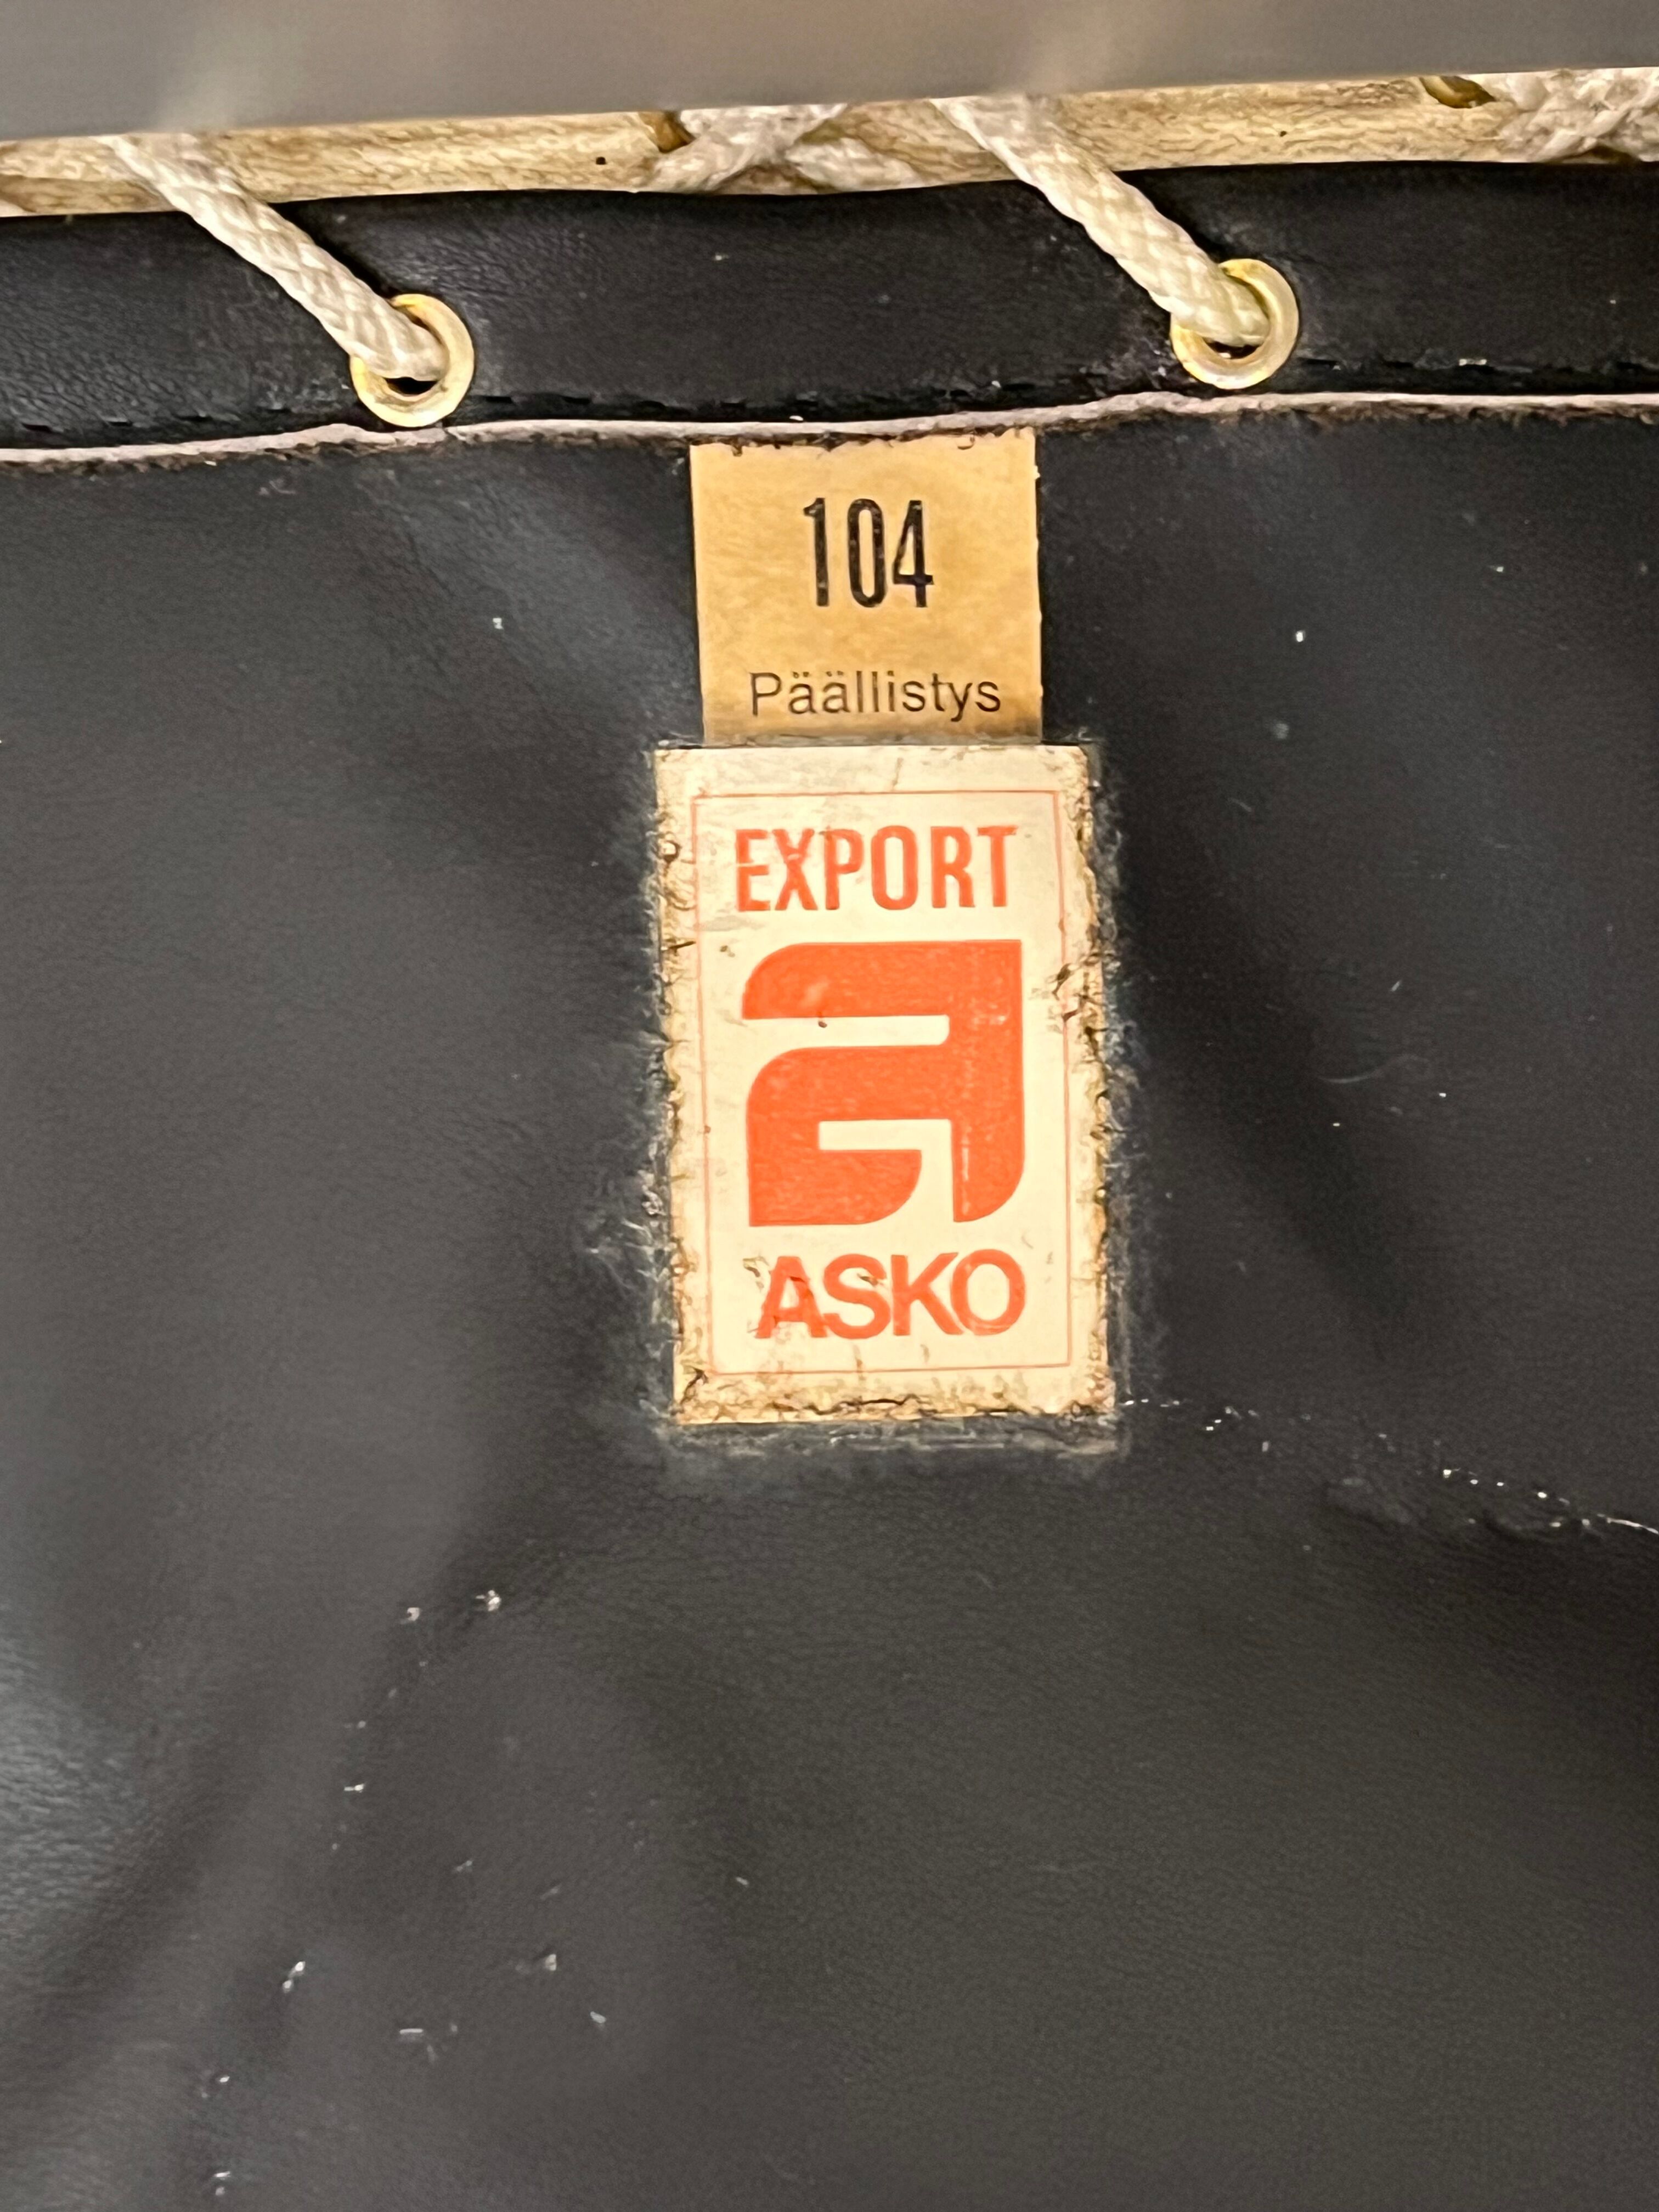 104
Päällistys
EXPORT
a
ASKO